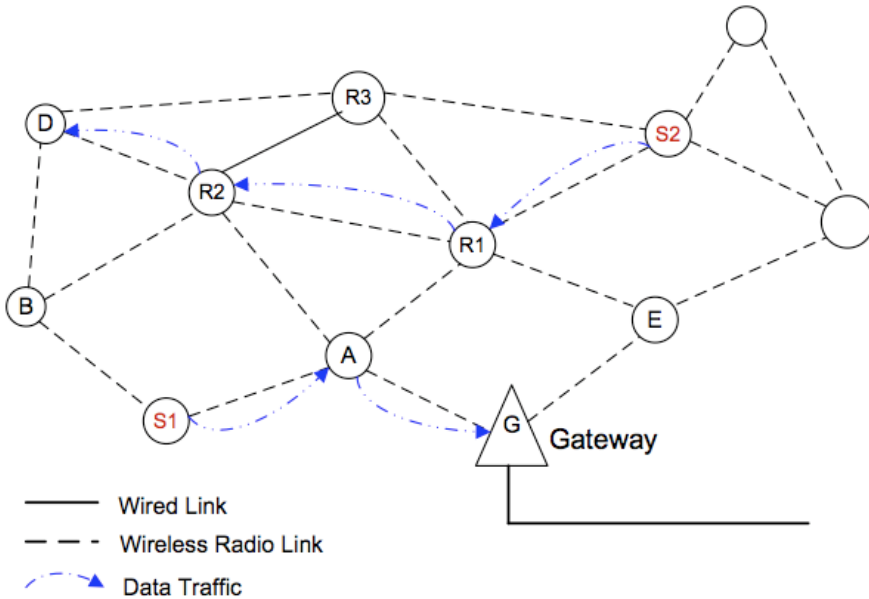 R3
D
S2
R2
R1
B
E
A
S1
G
Gateway
Wired Link
Wireless Radio Link
Data Traffic